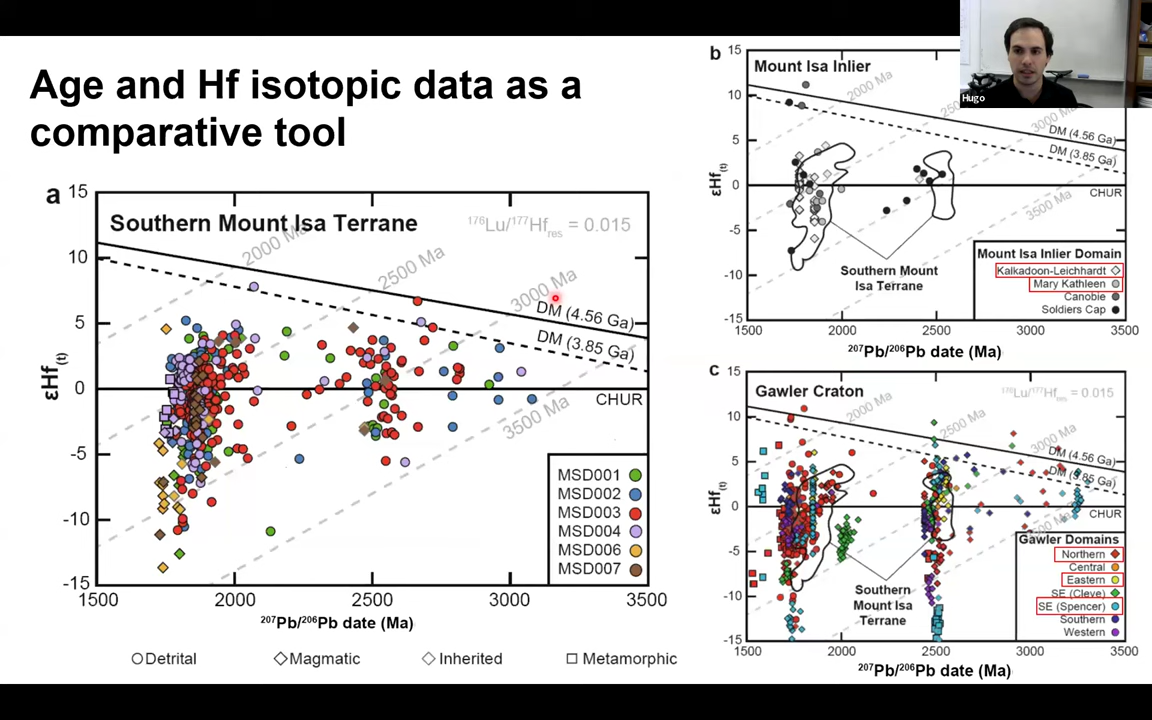 Age and Hf isotopic data as a
comparative tool
a
15
10
5
0
-5
-10
-15
εHf(t)
Southern Mount Isa Terrane
176Lu/177Hfres = 0.015
2000 Ma
2500 Ma
3000 Ma
3500 Ma
DM (4.56 Ga)
DM (3.85 Ga)
CHUR
MSD001
MSD002
MSD003
MSD004
MSD006
MSD007
1500
2000
2500
3000
3500
207Pb/206Pb date (Ma)
Detrital
Magmatic
Inherited
Metamorphic
b
15
10
5
0
-5
-10
-15
εHf(t)
Mount Isa Inlier
2000 Ma
3000 Ma
3500 Ma
DM (4.56 Ga)
DM (3.85 Ga)
CHUR
Southern Mount
Isa Terrane
Mount Isa Inlier Domain
Kalkadoon-Leichhardt
Mary Kathleen
Canobie
Soldiers Cap
1500
2000
2500
3000
3500
207Pb/206Pb date (Ma)
Hugo
c
15
10
5
0
-5
-10
-15
εHf(t)
Gawler Craton
176Lu/177Hfres = 0.015
2000 Ma
2500 Ma
3000 Ma
3500 Ma
DM (4.56 Ga)
DM (3.85 Ga)
CHUR
Southern
Mount Isa
Terrane
Gawler Domains
Northern
Central
Eastern
SE (Cleve)
SE (Spencer)
Southern
Western
1500
2000
2500
3000
3500
207Pb/206Pb date (Ma)